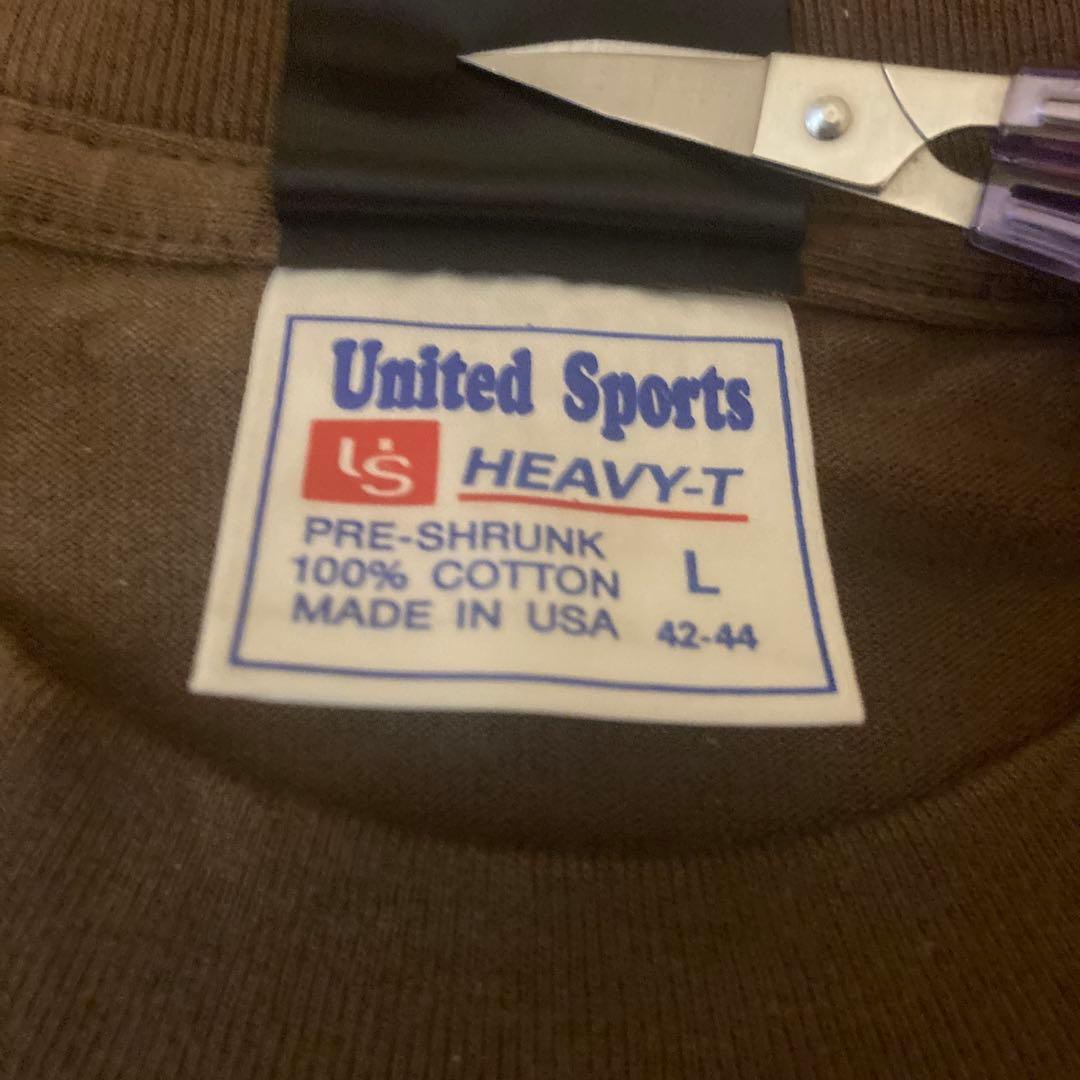 United Sports
US HEAVY-T
PRE-SHRUNK
100% COTTON L
MADE IN USA 42-44